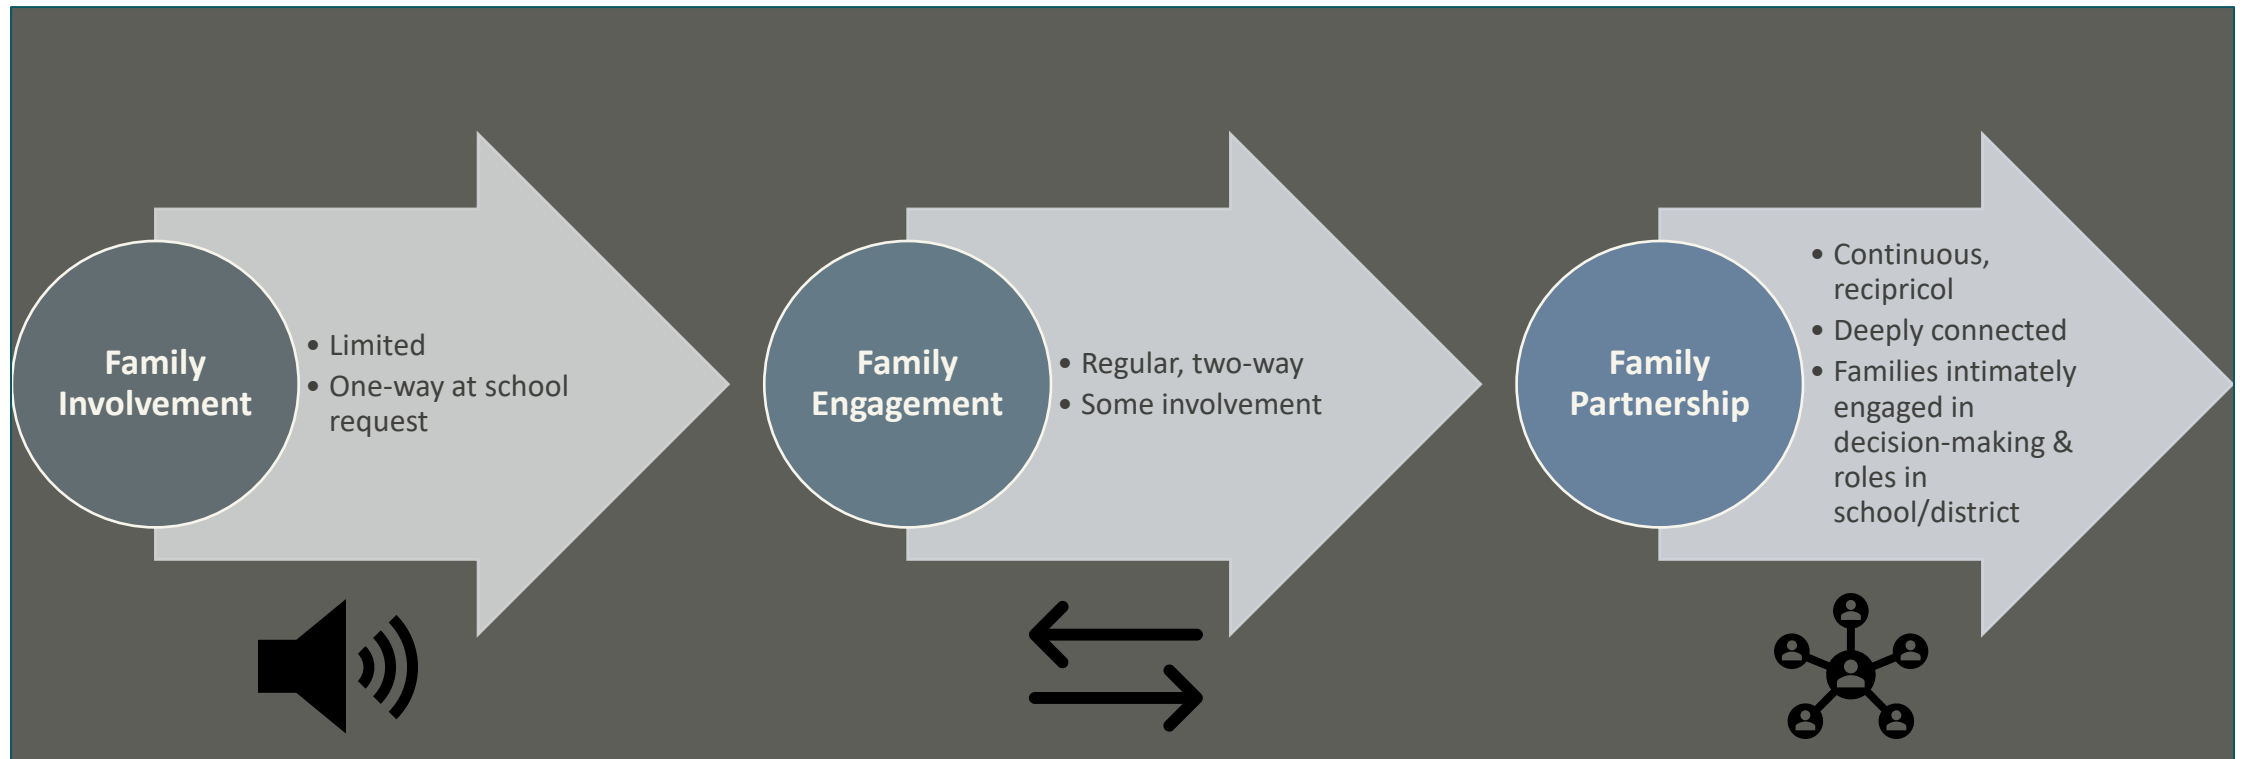 Family
Involvement
• Limited
• One-way at school
request
Family
Engagement
• Regular, two-way
• Some involvement
Family
Partnership
• Continuous,
recipricol
• Deeply connected
• Families intimately
engaged in
decision-making &
roles in
school/district